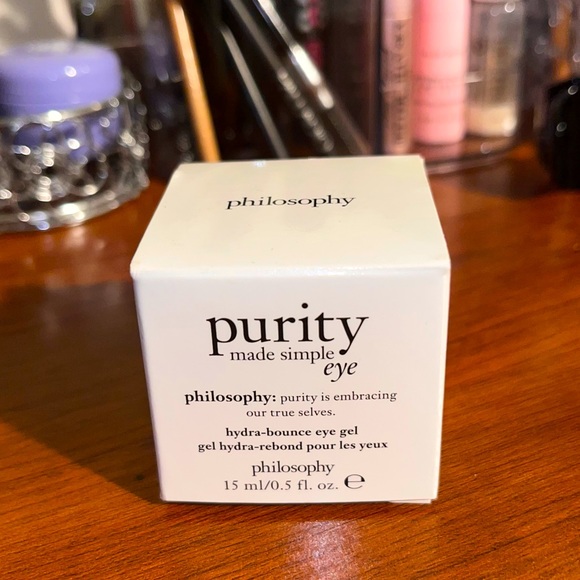 philosophy
purity
made simple
eye
philosophy: purity is embracing
our true selves.
hydra-bounce eye gel
gel hydra-rebond pour les yeux
philosophy
15 ml/0.5 fl. oz. ℮